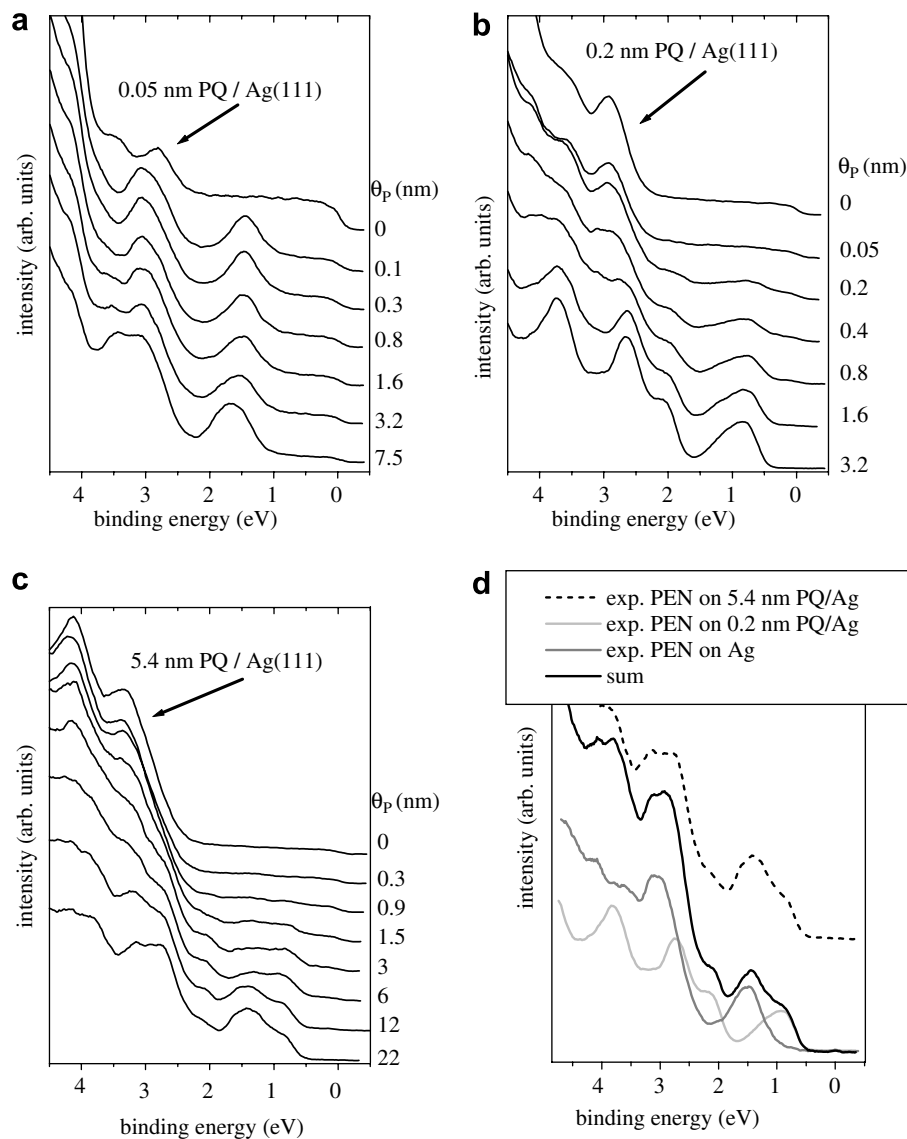 a
0.05 nm PQ / Ag(111)
θP (nm)
0
0.1
0.3
0.8
1.6
3.2
7.5
intensity (arb. units)
4 3 2 1 0
binding energy (eV)
b
0.2 nm PQ / Ag(111)
θP (nm)
0
0.05
0.2
0.4
0.8
1.6
3.2
intensity (arb. units)
4 3 2 1 0
binding energy (eV)
c
5.4 nm PQ / Ag(111)
θP (nm)
0
0.3
0.9
1.5
3
6
12
22
intensity (arb. units)
4 3 2 1 0
binding energy (eV)
d
exp. PEN on 5.4 nm PQ/Ag
exp. PEN on 0.2 nm PQ/Ag
exp. PEN on Ag
sum
intensity (arb. units)
4 3 2 1 0
binding energy (eV)